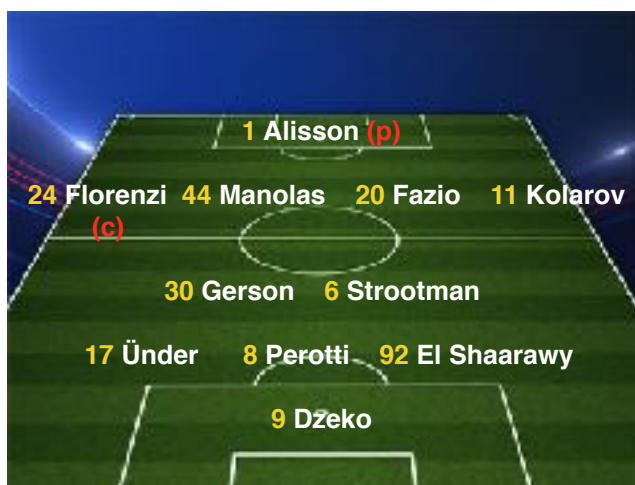 1 Alisson (p)
24 Florenzi 44 Manolas 20 Fazio 11 Kolarov
(c)
30 Gerson 6 Strootman
17 Ünder 8 Perotti 92 El Shaarawy
9 Dzeko